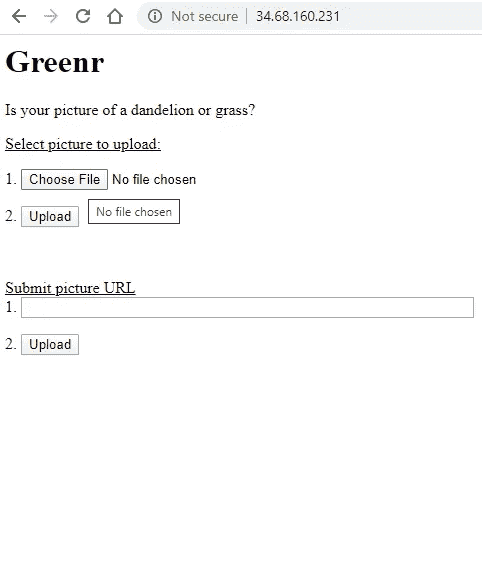 Not secure | 34.68.160.231
Greenr
Is your picture of a dandelion or grass?
Select picture to upload:
1. Choose File No file chosen
2. Upload No file chosen
Submit picture URL
1.
2. Upload